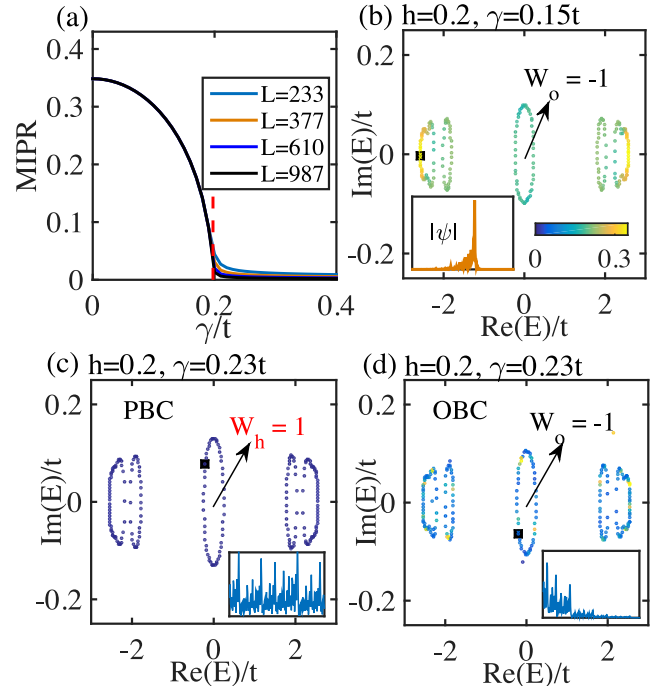 (a)
MIPR
0.4
0.3
0.2
0.1
0
L=233
L=377
L=610
L=987
0 0.2 0.4
γ/t
(b) h=0.2, γ=0.15t
Im(E)/t
0.2
0
-0.2
W_o = -1
|ψ|
0 0.3
-2 0 2
Re(E)/t
(c) h=0.2, γ=0.23t
Im(E)/t
0.2
0
-0.2
PBC
W_h = 1
-2 0 2
Re(E)/t
(d) h=0.2, γ=0.23t
Im(E)/t
0.2
0
-0.2
OBC
W_o = -1
-2 0 2
Re(E)/t